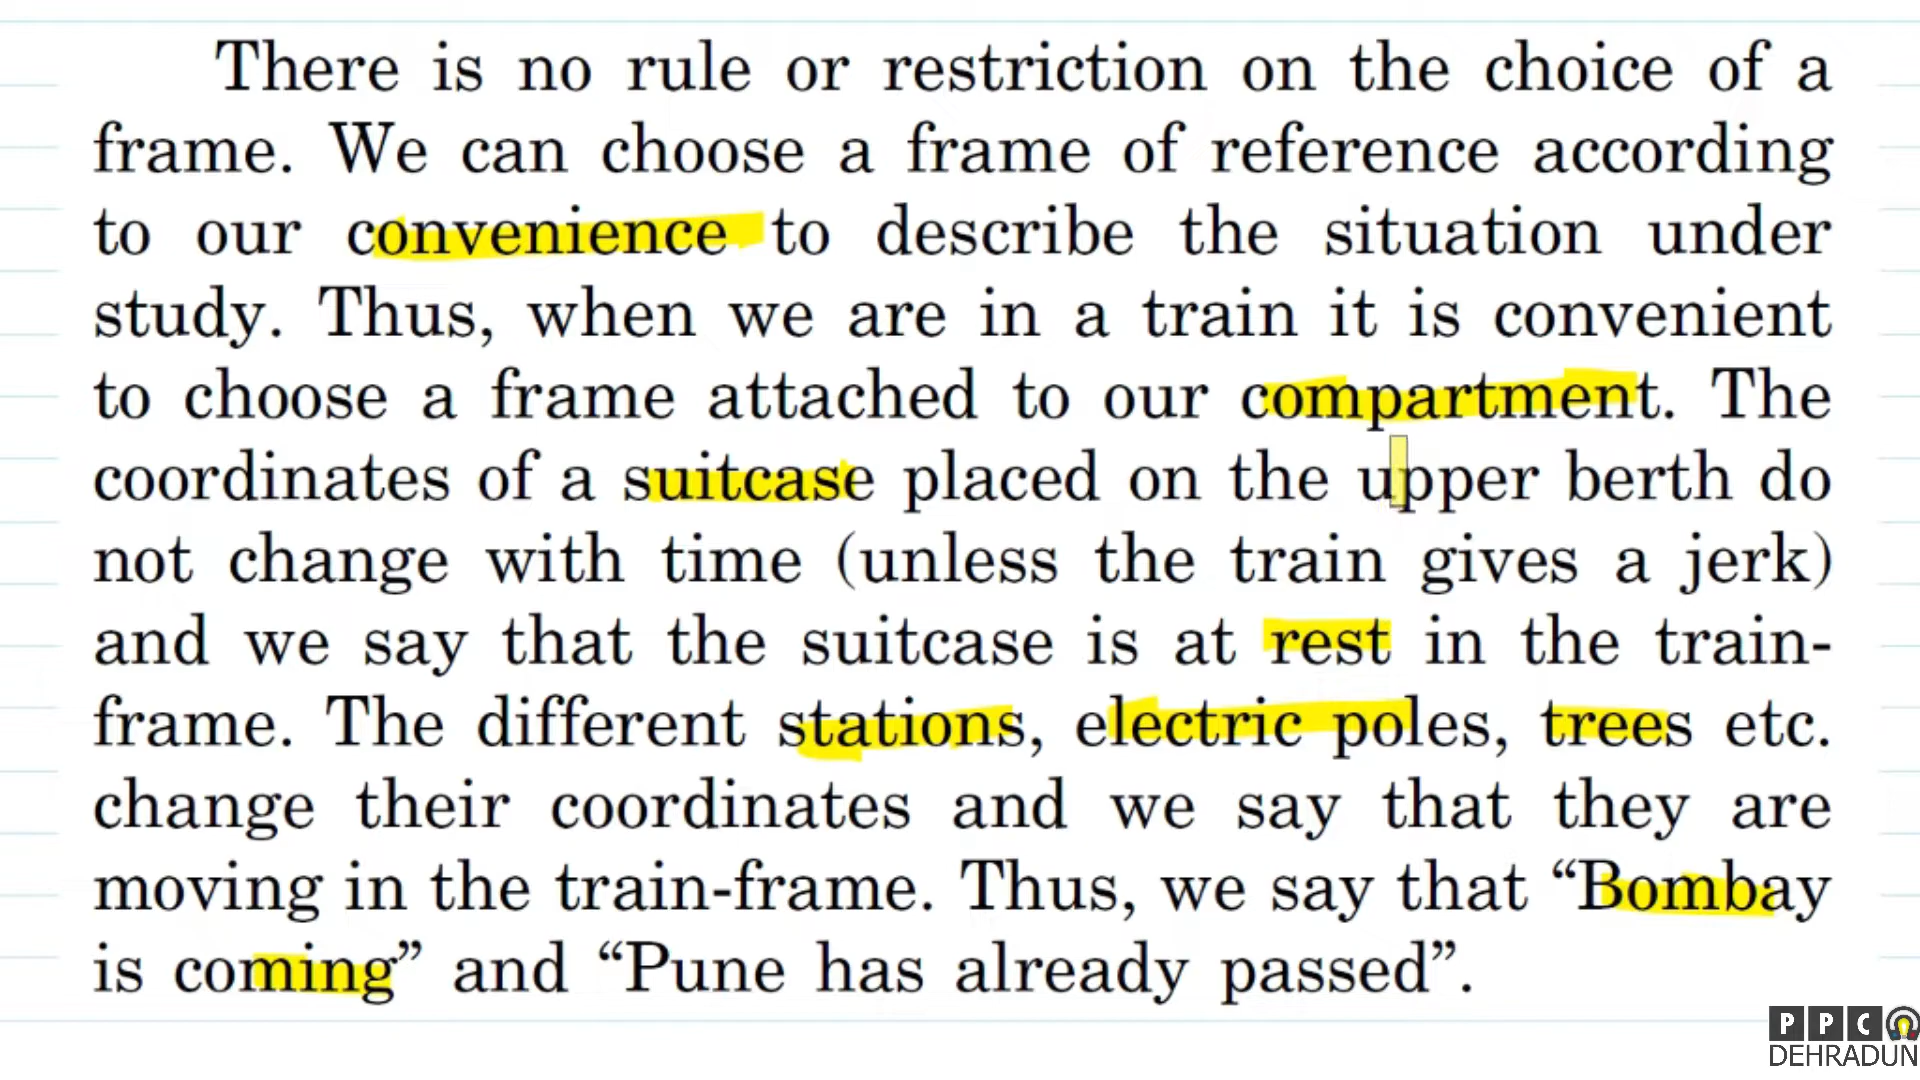 There is no rule or restriction on the choice of a
frame. We can choose a frame of reference according
to our convenience to describe the situation under
study. Thus, when we are in a train it is convenient
to choose a frame attached to our compartment. The
coordinates of a suitcase placed on the upper berth do
not change with time (unless the train gives a jerk)
and we say that the suitcase is at rest in the train-
frame. The different stations, electric poles, trees etc.
change their coordinates and we say that they are
moving in the train-frame. Thus, we say that “Bombay
is coming” and “Pune has already passed”.
PPC
DEHRADUN